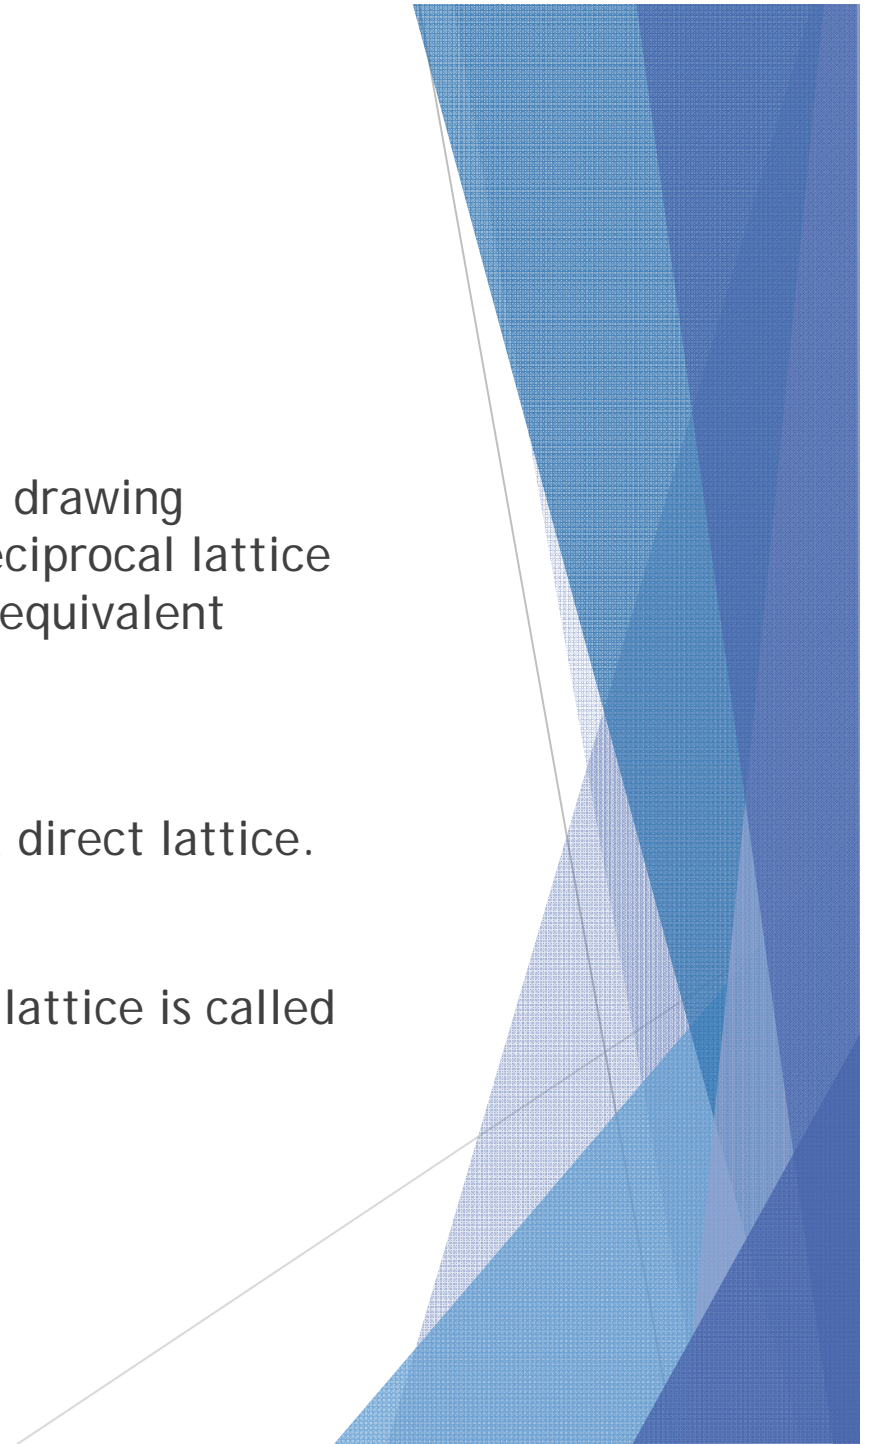 drawing
eciprocal lattice
equivalent
direct lattice.
lattice is called